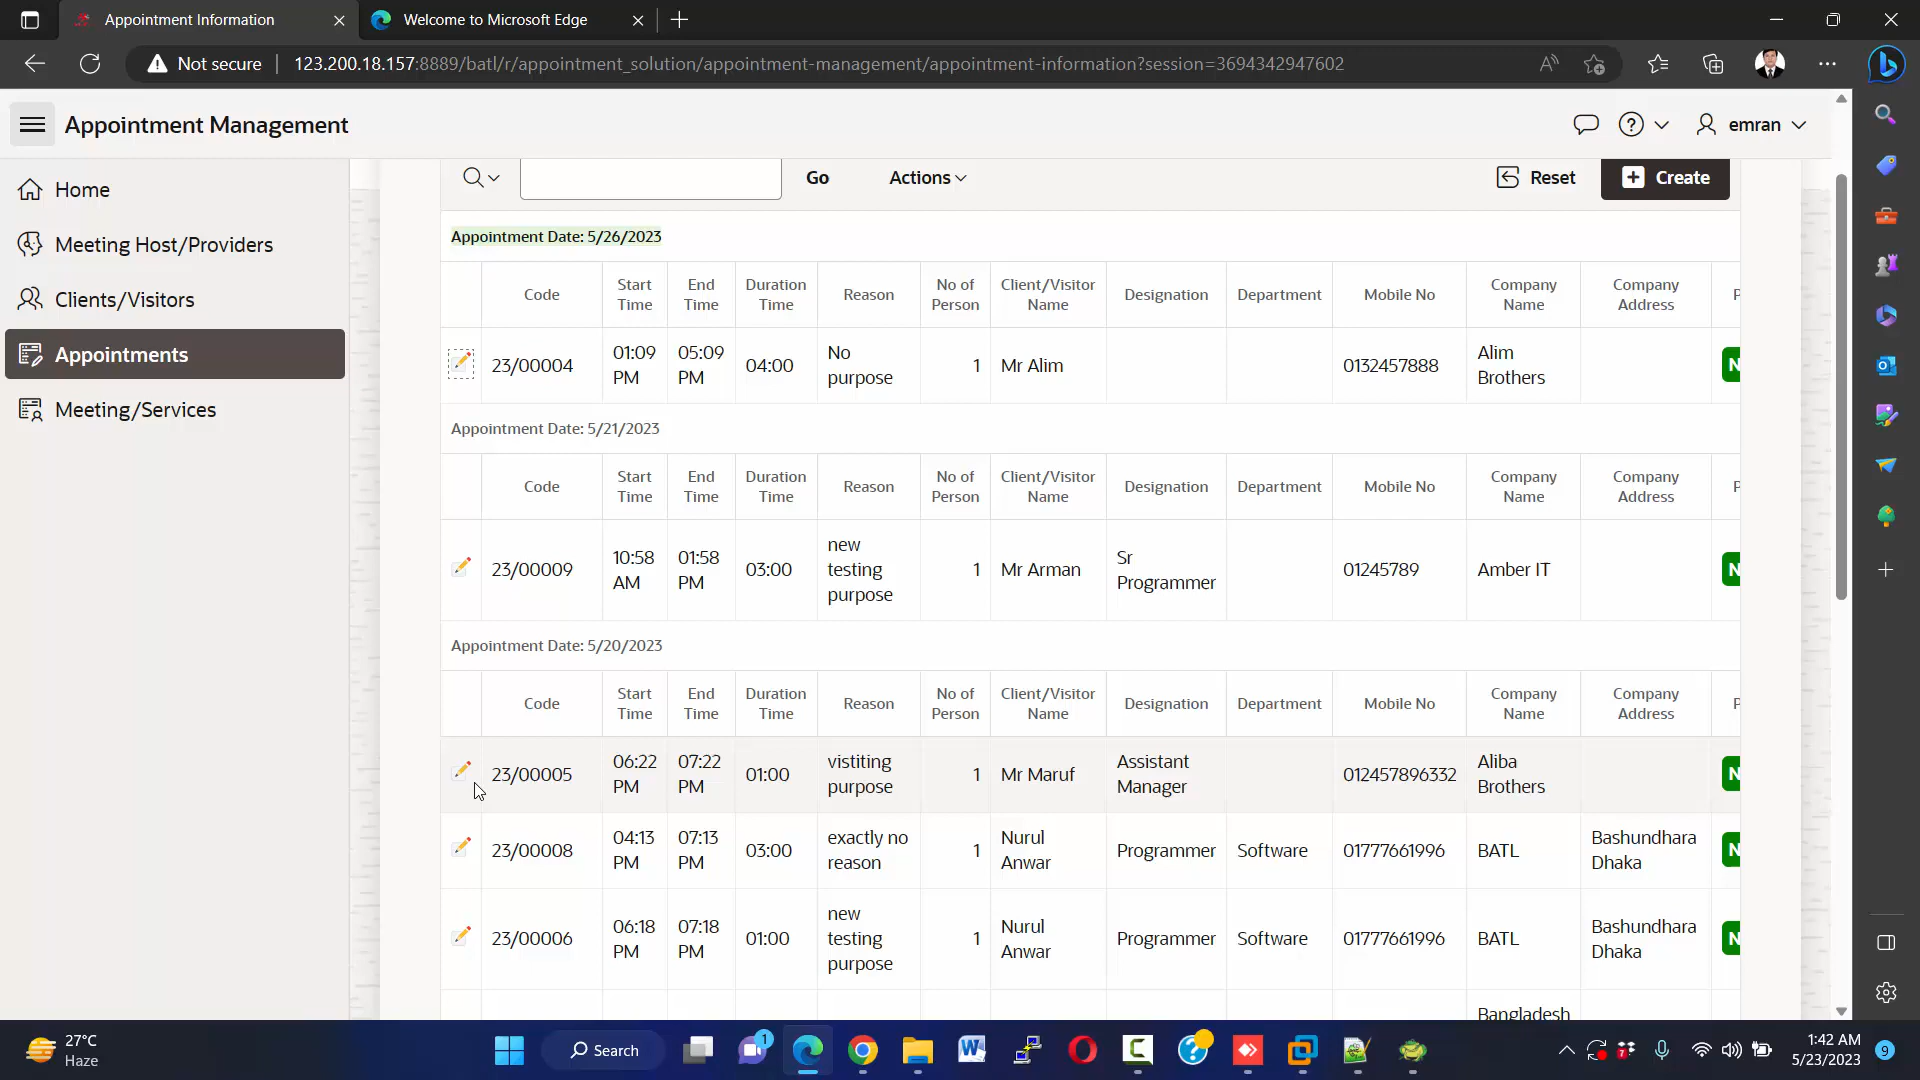 Appointment Information
Welcome to Microsoft Edge
Not secure
123.200.18.157:8889/batl/r/appointment_solution/appointment-management/appointment-information?session=3694342947602
Appointment Management
emran
Home
Meeting Host/Providers
Clients/Visitors
Appointments
Meeting/Services
Go
Actions
Reset
Create
Appointment Date: 5/26/2023
Code
Start Time
End Time
Duration Time
Reason
No of Person
Client/Visitor Name
Designation
Department
Mobile No
Company Name
Company Address
P
23/00004
01:09 PM
05:09 PM
04:00
No purpose
1
Mr Alim
0132457888
Alim Brothers
N
Appointment Date: 5/21/2023
Code
Start Time
End Time
Duration Time
Reason
No of Person
Client/Visitor Name
Designation
Department
Mobile No
Company Name
Company Address
P
23/00009
10:58 AM
01:58 PM
03:00
new testing purpose
1
Mr Arman
Sr Programmer
01245789
Amber IT
N
Appointment Date: 5/20/2023
Code
Start Time
End Time
Duration Time
Reason
No of Person
Client/Visitor Name
Designation
Department
Mobile No
Company Name
Company Address
P
23/00005
06:22 PM
07:22 PM
01:00
vistiting purpose
1
Mr Maruf
Assistant Manager
012457896332
Aliba Brothers
N
23/00008
04:13 PM
07:13 PM
03:00
exactly no reason
1
Nurul Anwar
Programmer
Software
01777661996
BATL
Bashundhara Dhaka
N
23/00006
06:18 PM
07:18 PM
01:00
new testing purpose
1
Nurul Anwar
Programmer
Software
01777661996
BATL
Bashundhara Dhaka
N
Bangladesh
27°C
Haze
Search
1
7
1:42 AM
5/23/2023
9